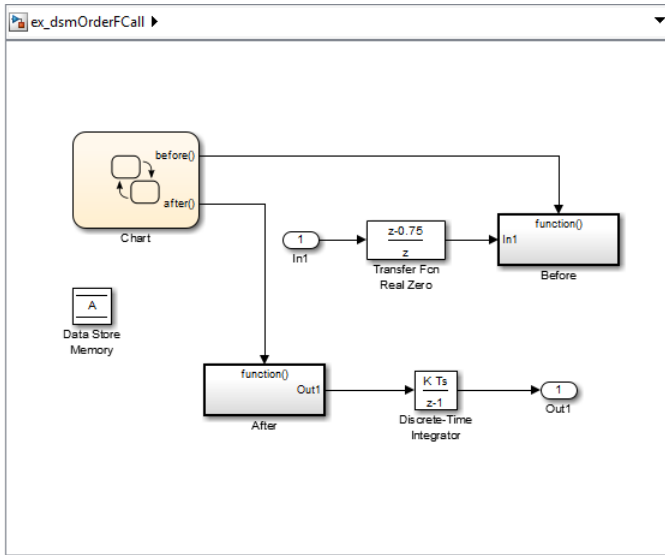 ex_dsmOrderFCall
before()
after()
Chart
1
In1
z-0.75
z
Transfer Fcn
Real Zero
function()
In1
Before
A
Data Store
Memory
function()
Out1
After
K Ts
z-1
Discrete-Time
Integrator
1
Out1